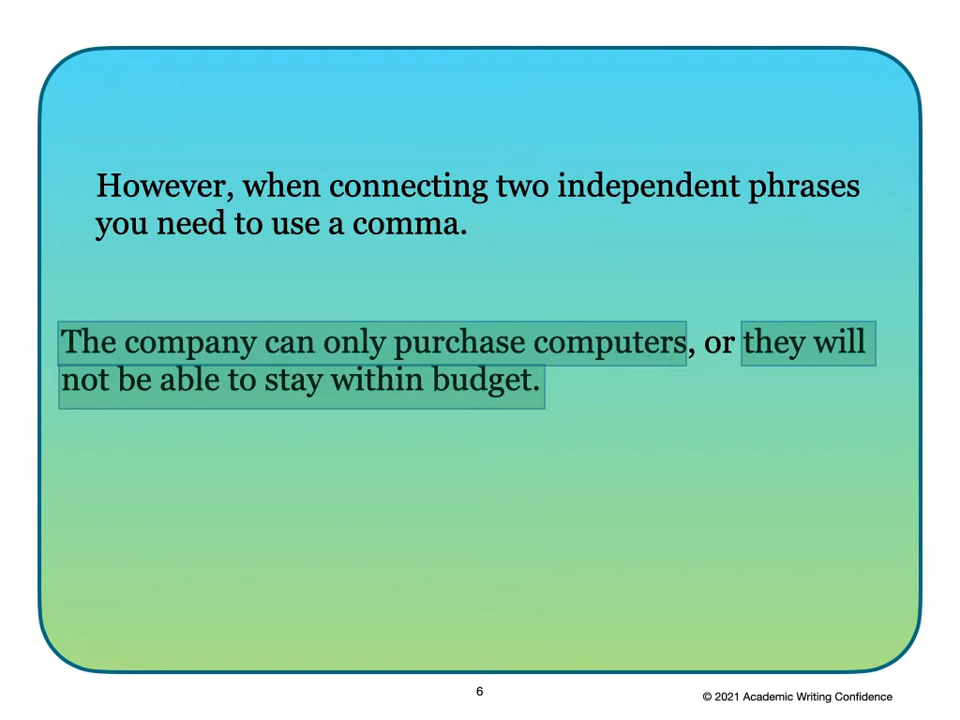 However, when connecting two independent phrases
you need to use a comma.
The company can only purchase computers, or they will
not be able to stay within budget.
6
© 2021 Academic Writing Confidence